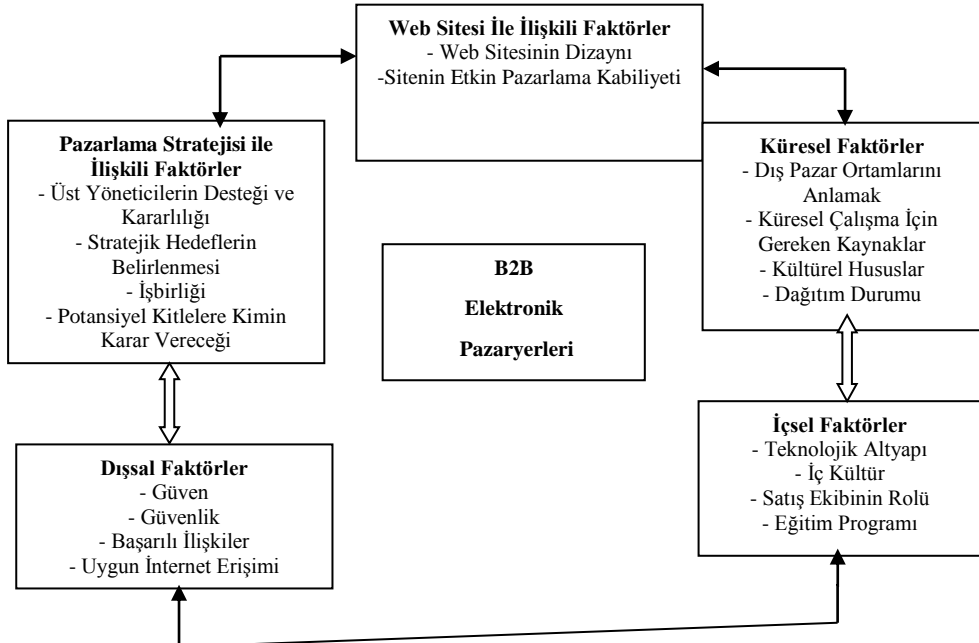 Web Sitesi İle İlişkili Faktörler
- Web Sitesinin Dizaynı
-Sitenin Etkin Pazarlama Kabiliyeti
Pazarlama Stratejisi ile
İlişkili Faktörler
- Üst Yöneticilerin Desteği ve
Kararlılığı
- Stratejik Hedeflerin
Belirlenmesi
- İşbirliği
- Potansiyel Kitlelere Kimin
Karar Vereceği
Küresel Faktörler
- Dış Pazar Ortamlarını
Anlamak
- Küresel Çalışma İçin
Gereken Kaynaklar
- Kültürel Hususlar
- Dağıtım Durumu
B2B
Elektronik
Pazaryerleri
Dışsal Faktörler
- Güven
- Güvenlik
- Başarılı İlişkiler
- Uygun İnternet Erişimi
İçsel Faktörler
- Teknolojik Altyapı
- İç Kültür
- Satış Ekibinin Rolü
- Eğitim Programı